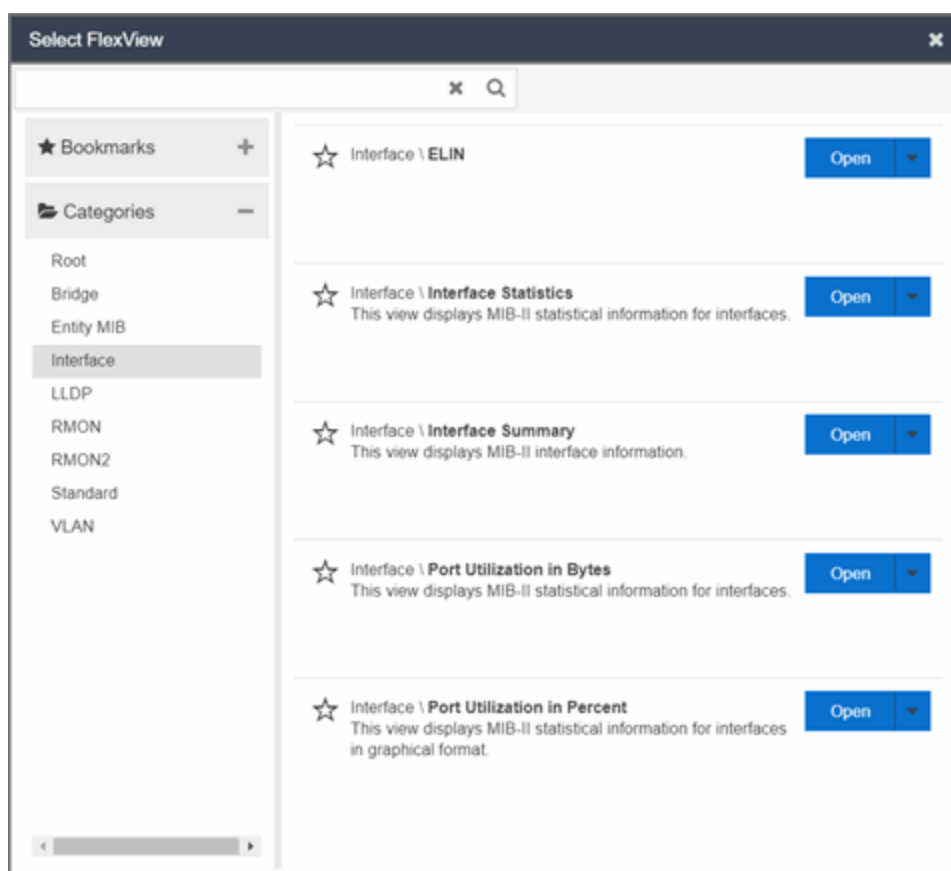 Select FlexView
Bookmarks
Categories
Root
Bridge
Entity MIB
Interface
LLDP
RMON
RMON2
Standard
VLAN
Interface \ ELIN
Open
Interface \ Interface Statistics
This view displays MIB-II statistical information for interfaces.
Open
Interface \ Interface Summary
This view displays MIB-II interface information.
Open
Interface \ Port Utilization in Bytes
This view displays MIB-II statistical information for interfaces.
Open
Interface \ Port Utilization in Percent
This view displays MIB-II statistical information for interfaces
in graphical format.
Open